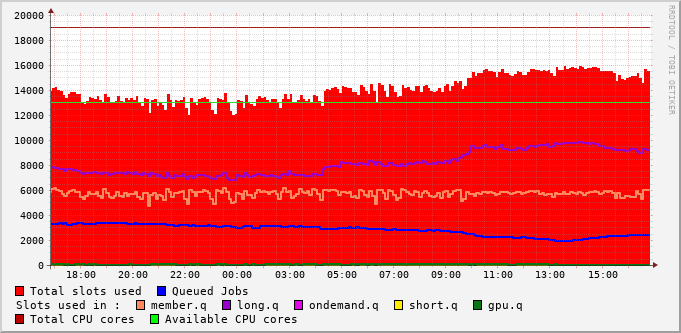 20000
18000
16000
14000
12000
10000
8000
6000
4000
2000
0
18:00 20:00 22:00 00:00 03:00 05:00 07:00 09:00 11:00 13:00 15:00
RRDTOOL / TOBI OETIKER
Total slots used Queued Jobs
Slots used in : member.q long.q ondemand.q short.q gpu.q
Total CPU cores Available CPU cores